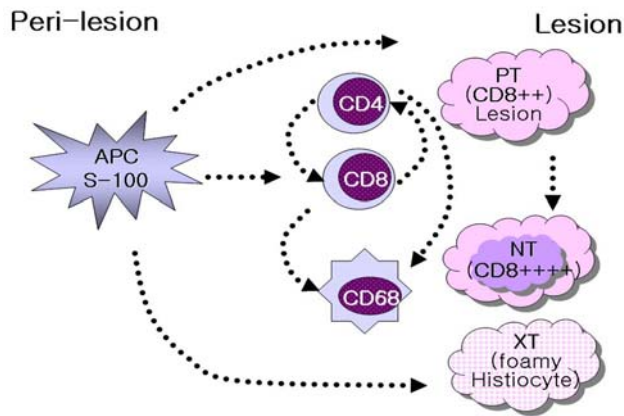 Peri-lesion
Lesion
PT
(CD8++)
Lesion
CD4
APC
S-100
CD8
NT
(CD8++++)
CD68
XT
(foamy
Histiocyte)